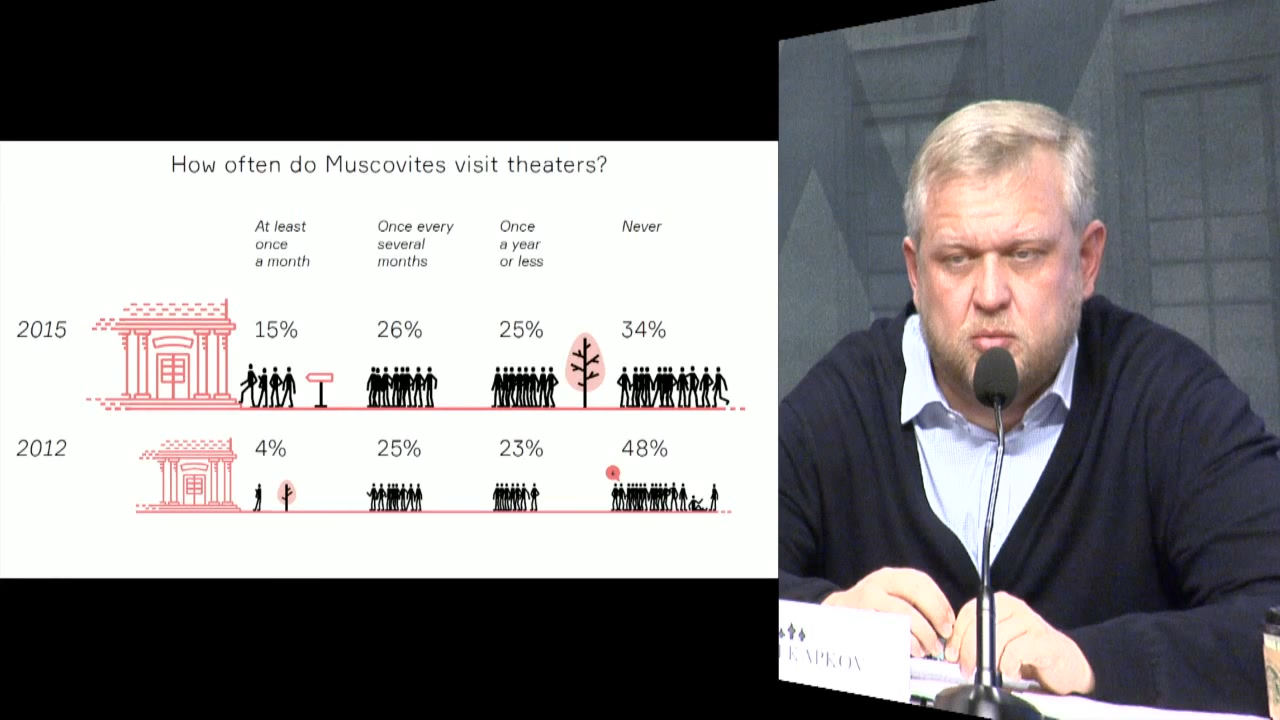 How often do Muscovites visit theaters?
At least
once
a month
Once every
several
months
Once
a year
or less
Never
2015
15%
26%
25%
34%
2012
4%
25%
23%
48%
KAPKOV